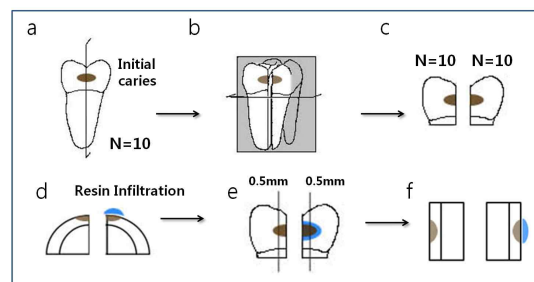 a
b
c
Initial
caries
N=10
N=10 N=10
d
Resin Infiltration
e
0.5mm 0.5mm
f